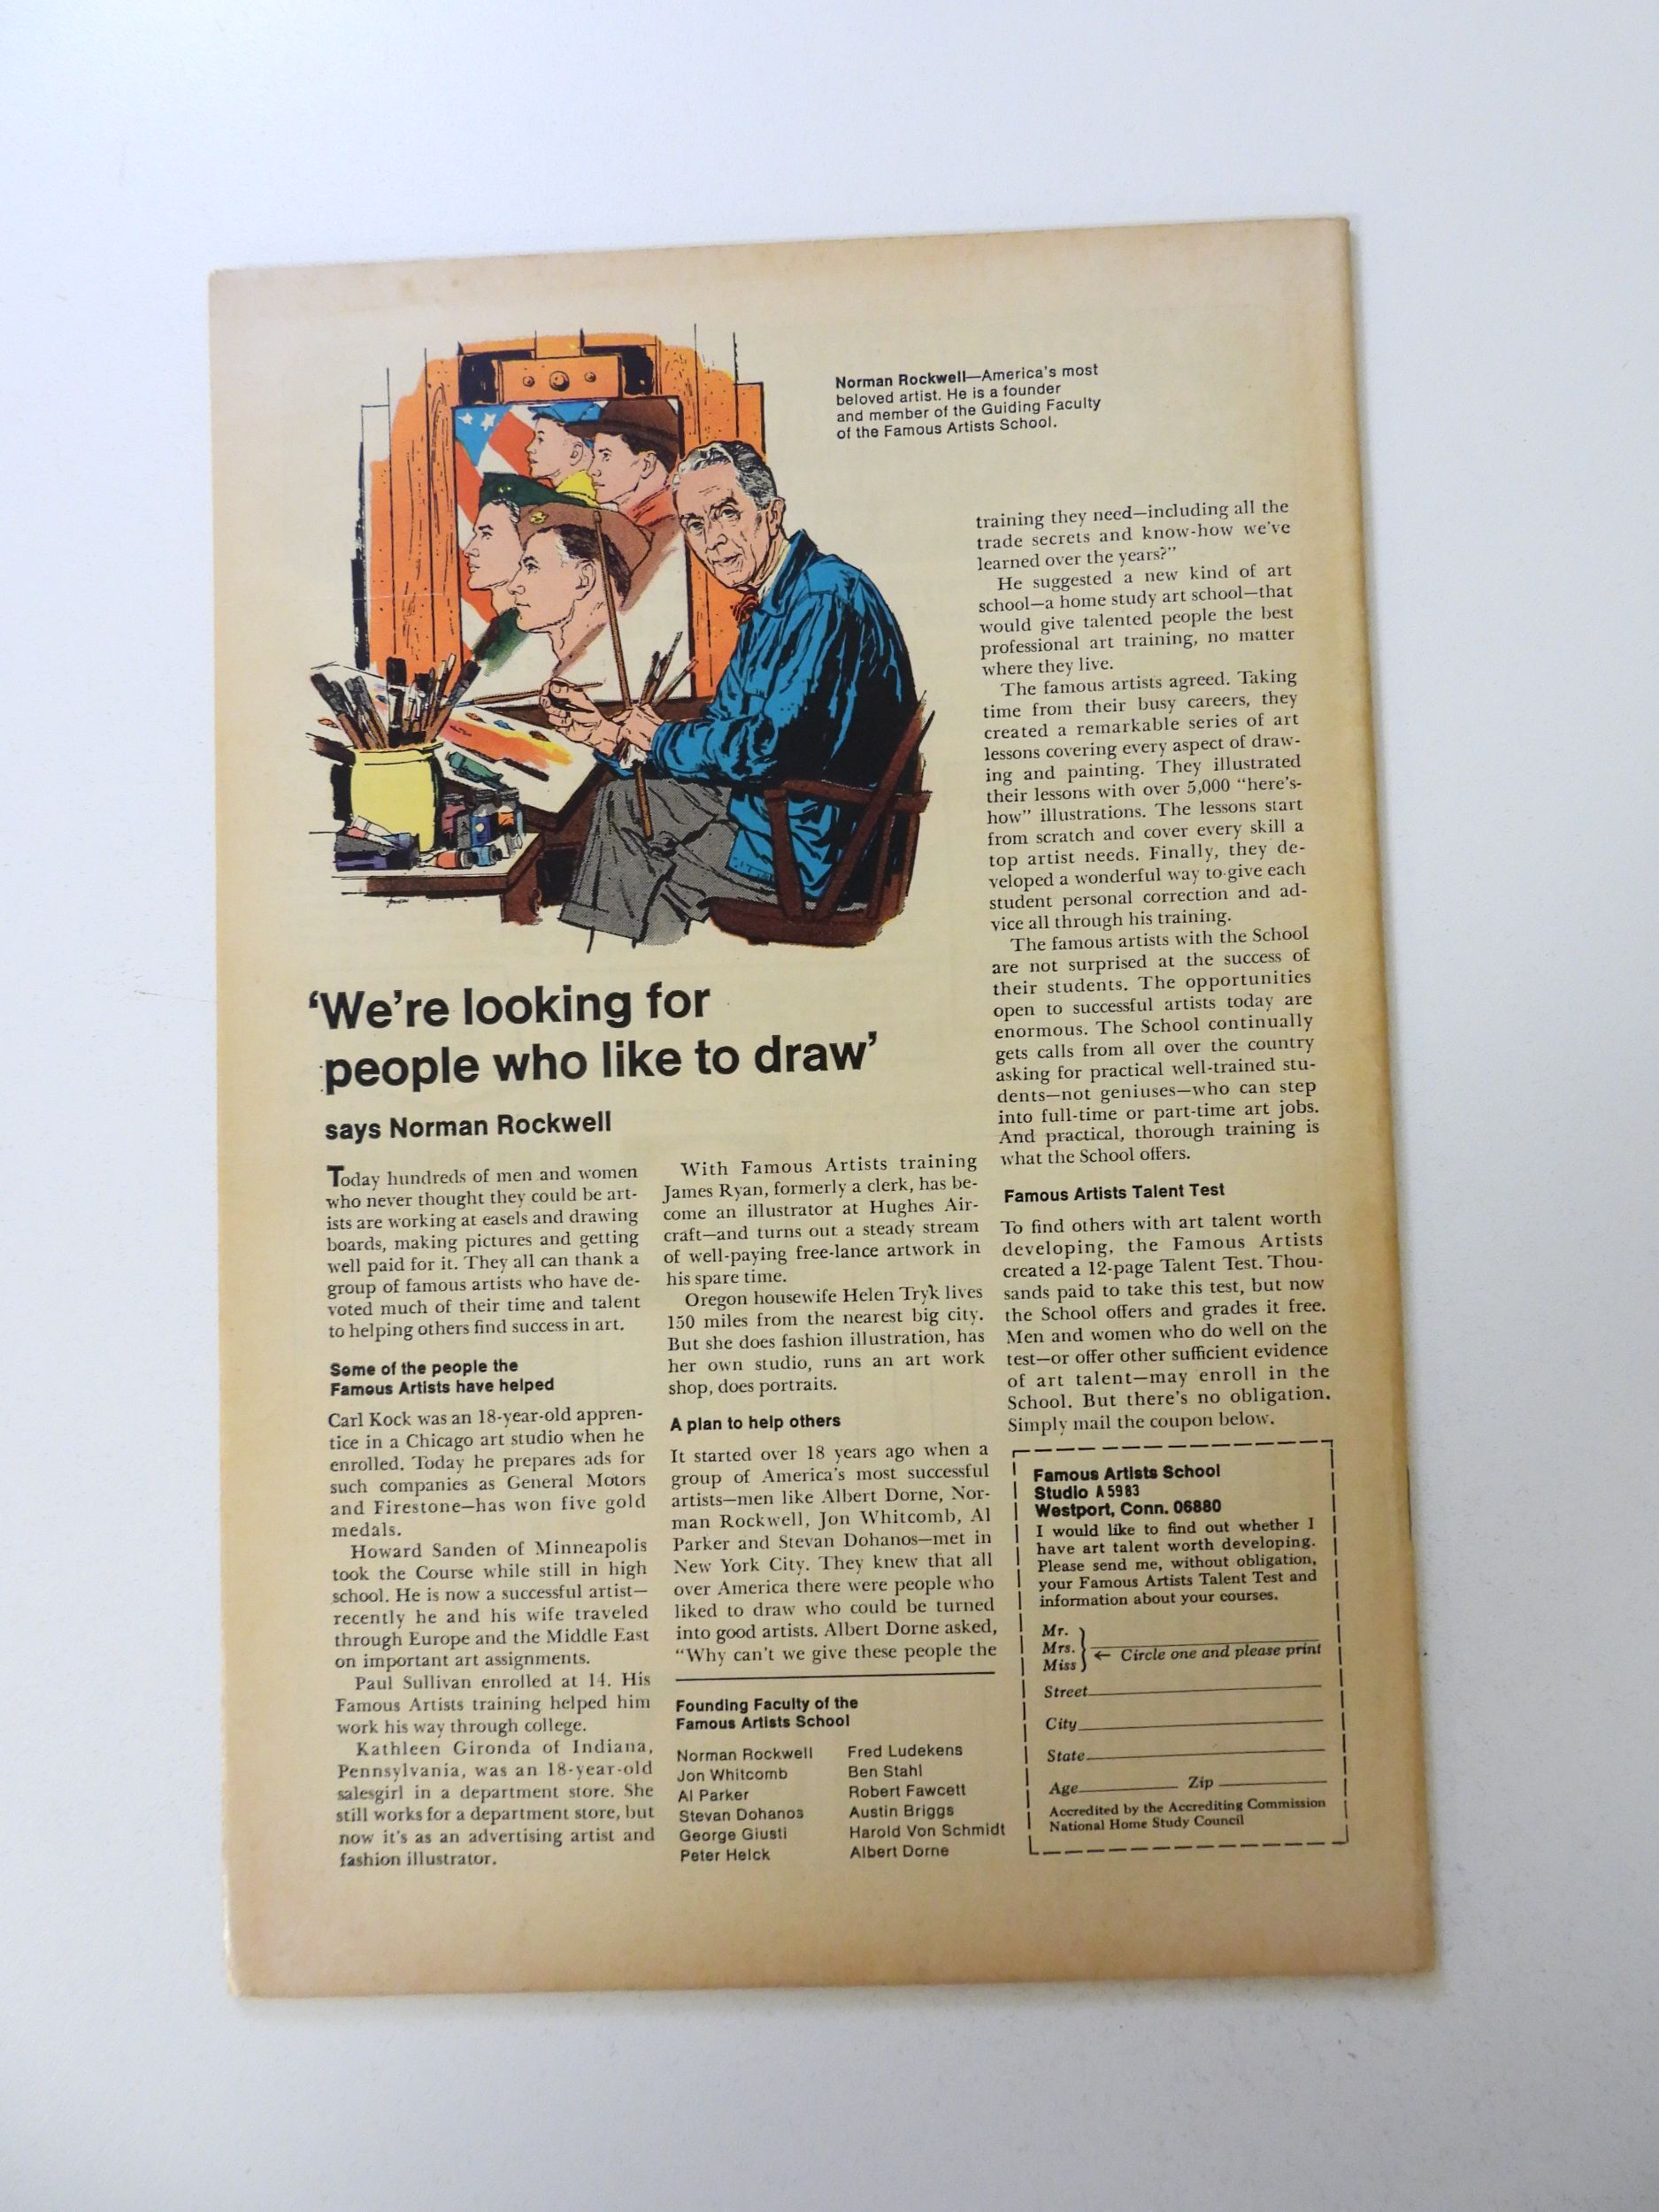 Norman Rockwell—America's most
beloved artist. He is a founder
and member of the Guiding Faculty
of the Famous Artists School.
'We're looking for
people who like to draw'
says Norman Rockwell
Today hundreds of men and women
who never thought they could be art-
ists are working at easels and drawing
boards, making pictures and getting
well paid for it. They all can thank a
group of famous artists who have de-
voted much of their time and talent
to helping others find success in art.
Some of the people the
Famous Artists have helped
Carl Kock was an 18-year-old appren-
tice in a Chicago art studio when he
enrolled. Today he prepares ads for
such companies as General Motors
and Firestone—has won five gold
medals.
Howard Sanden of Minneapolis
took the Course while still in high
school. He is now a successful artist—
recently he and his wife traveled
through Europe and the Middle East
on important art assignments.
Paul Sullivan enrolled at 14. His
Famous Artists training helped him
work his way through college.
Kathleen Gironda of Indiana,
Pennsylvania, was an 18-year-old
salesgirl in a department store. She
still works for a department store, but
now it's as an advertising artist and
fashion illustrator.
With Famous Artists training
James Ryan, formerly a clerk, has be-
come an illustrator at Hughes Air-
craft—and turns out a steady stream
of well-paying free-lance artwork in
his spare time.
Oregon housewife Helen Tryk lives
150 miles from the nearest big city.
But she does fashion illustration, has
her own studio, runs an art work
shop, does portraits.
A plan to help others
It started over 18 years ago when a
group of America's most successful
artists—men like Albert Dorne, Nor-
man Rockwell, Jon Whitcomb, Al
Parker and Stevan Dohanos—met in
New York City. They knew that all
over America there were people who
liked to draw who could be turned
into good artists. Albert Dorne asked,
"Why can't we give these people the
Founding Faculty of the
Famous Artists School
Norman Rockwell
Jon Whitcomb
Al Parker
Stevan Dohanos
George Giusti
Peter Helck
Fred Ludekens
Ben Stahl
Robert Fawcett
Austin Briggs
Harold Von Schmidt
Albert Dorne
training they need—including all the
trade secrets and know-how we've
learned over the years?"
He suggested a new kind of art
school—a home study art school—that
would give talented people the best
professional art training, no matter
where they live.
The famous artists agreed. Taking
time from their busy careers, they
created a remarkable series of art
lessons covering every aspect of draw-
ing and painting. They illustrated
their lessons with over 5,000 "here's-
how" illustrations. The lessons start
from scratch and cover every skill a
top artist needs. Finally, they de-
veloped a wonderful way to give each
student personal correction and ad-
vice all through his training.
The famous artists with the School
are not surprised at the success of
their students. The opportunities
open to successful artists today are
enormous. The School continually
gets calls from all over the country
asking for practical well-trained stu-
dents—not geniuses—who can step
into full-time or part-time art jobs.
And practical, thorough training is
what the School offers.
Famous Artists Talent Test
To find others with art talent worth
developing, the Famous Artists
created a 12-page Talent Test. Thou-
sands paid to take this test, but now
the School offers and grades it free.
Men and women who do well on the
test—or offer other sufficient evidence
of art talent—may enroll in the
School. But there's no obligation.
Simply mail the coupon below.
Famous Artists School
Studio A5983
Westport, Conn. 06880
I would like to find out whether I
have art talent worth developing.
Please send me, without obligation,
your Famous Artists Talent Test and
information about your courses.
Mr.
Mrs. ← Circle one and please print
Miss
Street
City
State
Age Zip
Accredited by the Accrediting Commission
National Home Study Council